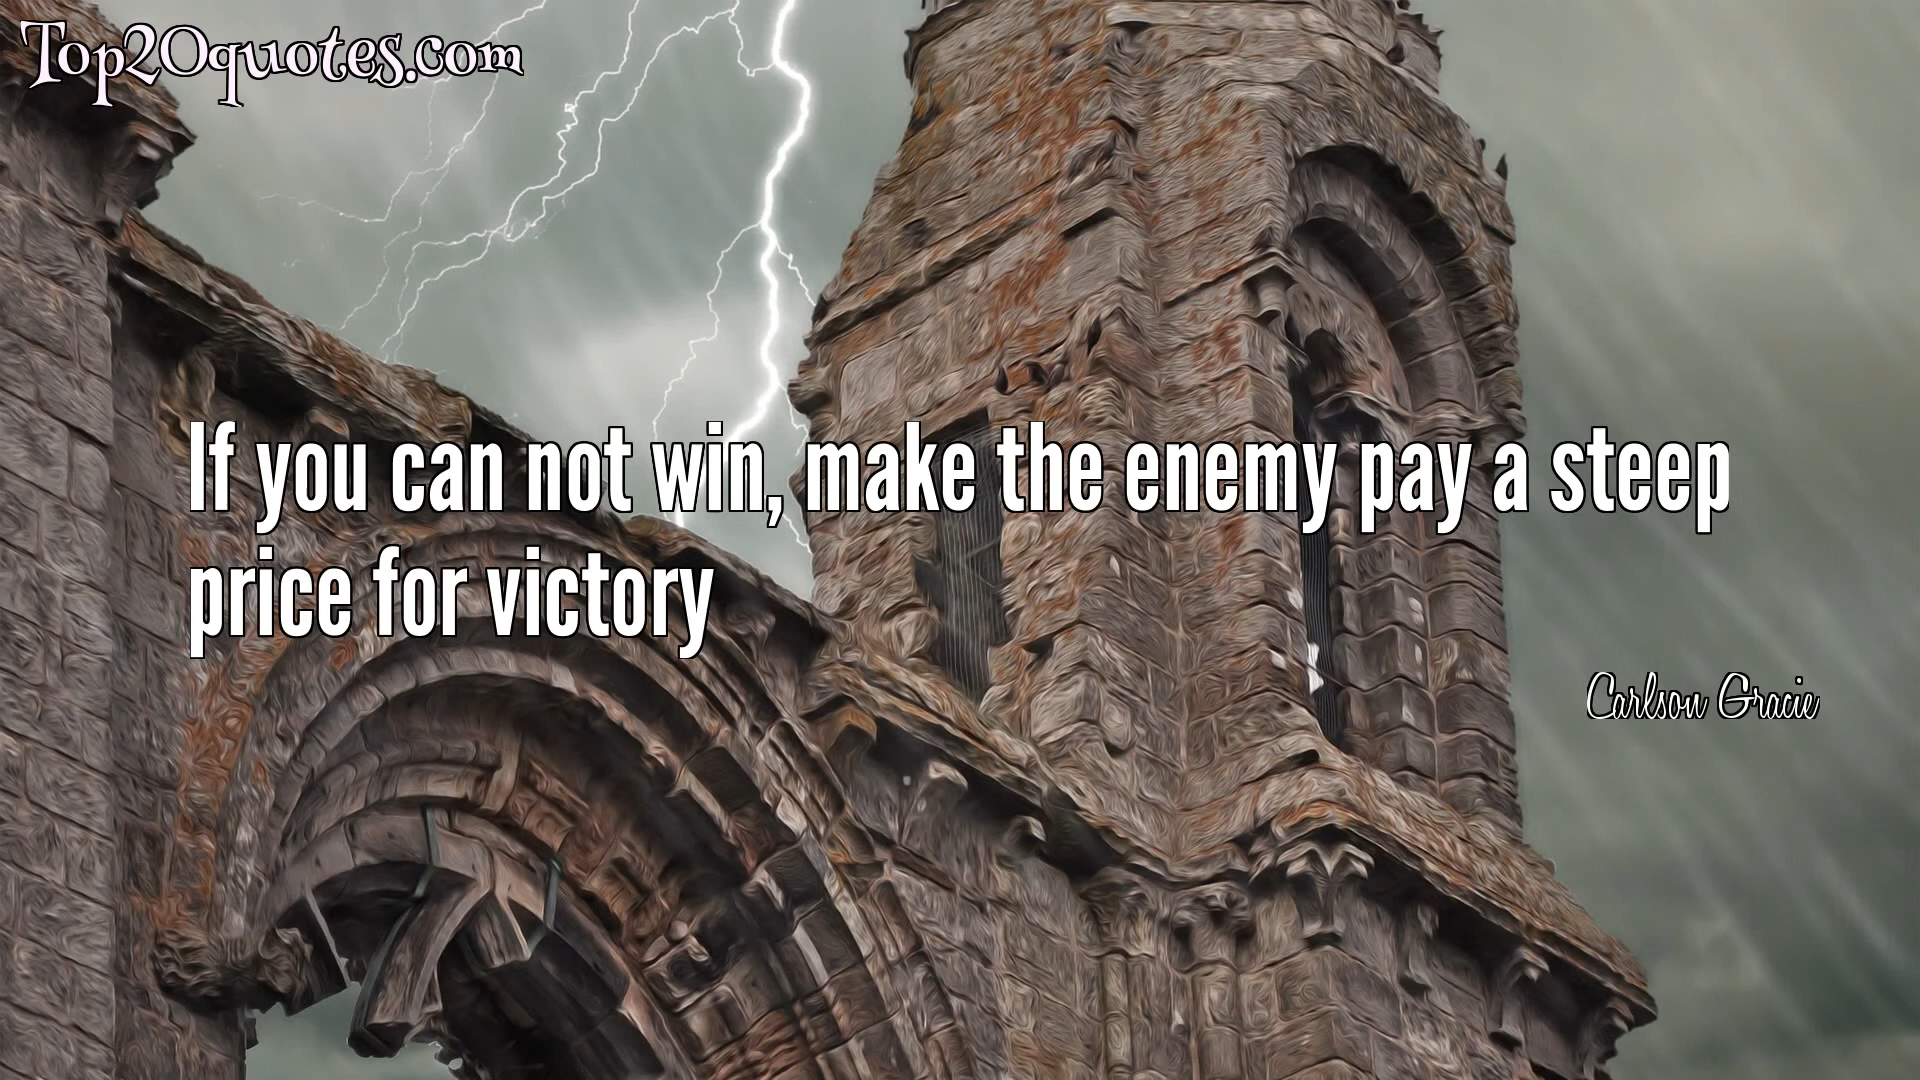 Top20quotes.com
If you can not win, make the enemy pay a steep
price for victory
Carlson Gracie